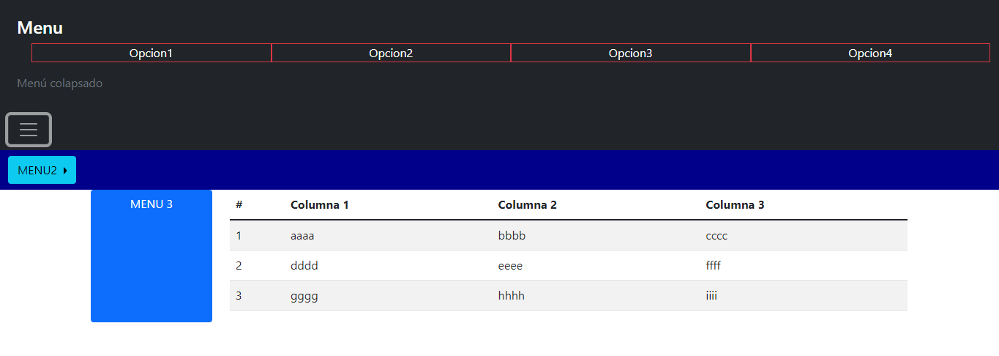 Menu
Opcion1 Opcion2 Opcion3 Opcion4
Menú colapsado
MENU2
MENU 3
# Columna 1 Columna 2 Columna 3
1 aaaa bbbb cccc
2 dddd eeee ffff
3 gggg hhhh iiii